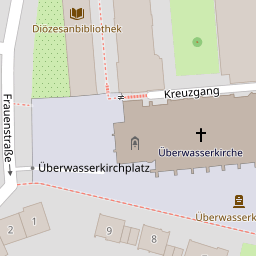 Diözesanbibliothek
Kreuzgang
Frauenstraße
Überwasserkirche
Überwasserkirchplatz
Überwasserk
2
1
9
8